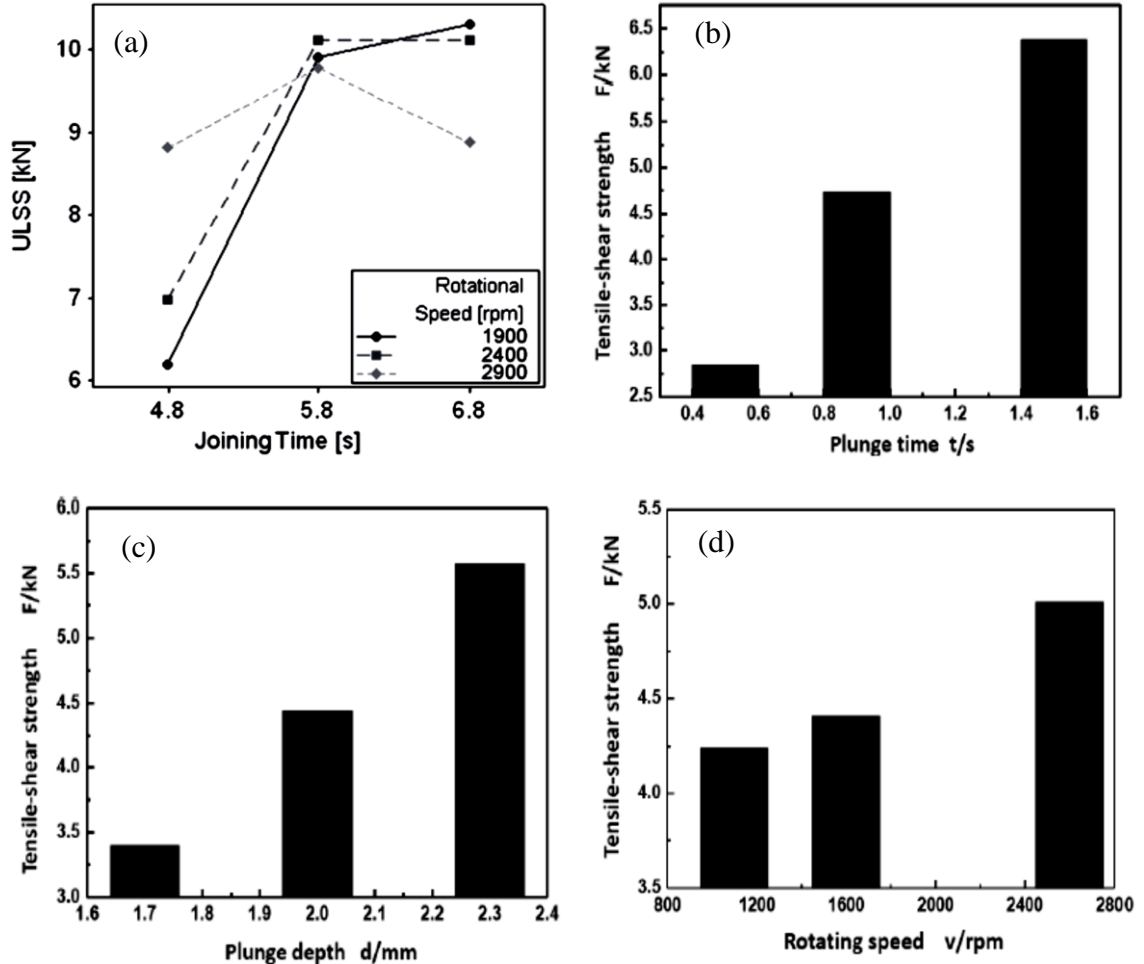 (a)
ULSS [kN]
10
9
8
7
6
4.8 5.8 6.8
Joining Time [s]
Rotational
Speed [rpm]
1900
2400
2900
(b)
Tensile-shear strength F/kN
6.5
6.0
5.5
5.0
4.5
4.0
3.5
3.0
2.5
0.4 0.6 0.8 1.0 1.2 1.4 1.6
Plunge time t/s
(c)
Tensile-shear strength F/kN
6.0
5.5
5.0
4.5
4.0
3.5
3.0
1.6 1.7 1.8 1.9 2.0 2.1 2.2 2.3 2.4
Plunge depth d/mm
(d)
Tensile-shear strength F/kN
5.5
5.0
4.5
4.0
3.5
800 1200 1600 2000 2400 2800
Rotating speed v/rpm